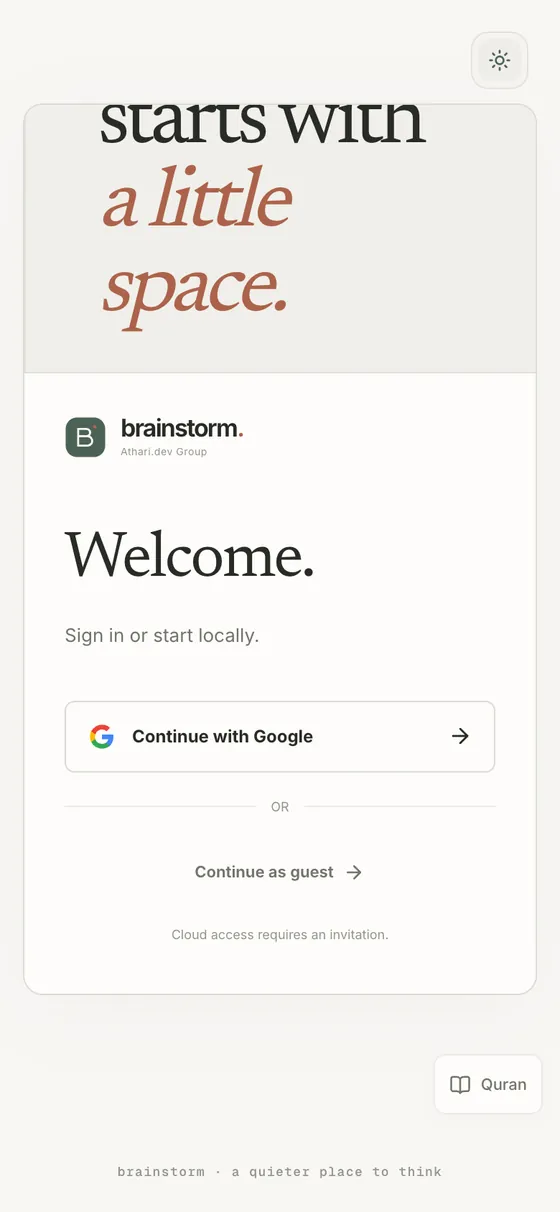 starts with
a little
space.
B
brainstorm.
Athari.dev Group
Welcome.
Sign in or start locally.
Continue with Google
OR
Continue as guest
Cloud access requires an invitation.
Quran
brainstorm · a quieter place to think